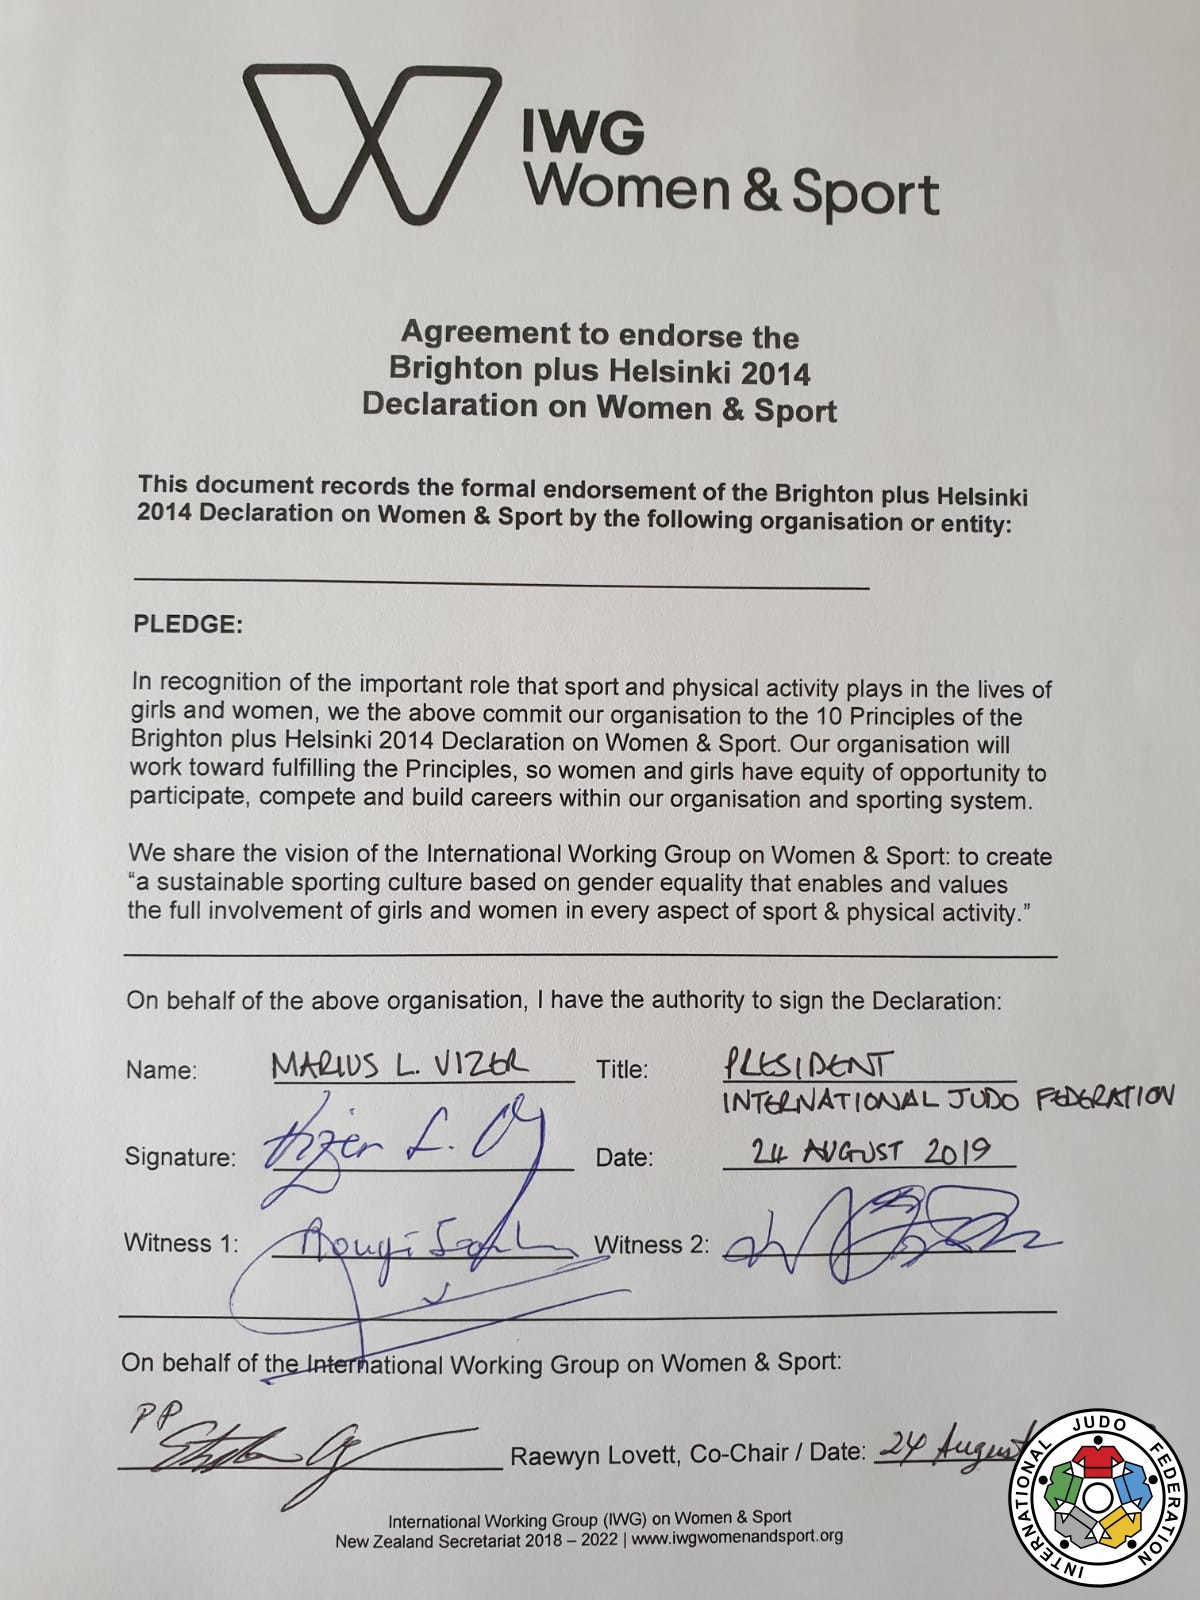 IWG
Women & Sport
Agreement to endorse the
Brighton plus Helsinki 2014
Declaration on Women & Sport
This document records the formal endorsement of the Brighton plus Helsinki
2014 Declaration on Women & Sport by the following organisation or entity:
PLEDGE:
In recognition of the important role that sport and physical activity plays in the lives of
girls and women, we the above commit our organisation to the 10 Principles of the
Brighton plus Helsinki 2014 Declaration on Women & Sport. Our organisation will
work toward fulfilling the Principles, so women and girls have equity of opportunity to
participate, compete and build careers within our organisation and sporting system.
We share the vision of the International Working Group on Women & Sport: to create
“a sustainable sporting culture based on gender equality that enables and values
the full involvement of girls and women in every aspect of sport & physical activity.”
On behalf of the above organisation, I have the authority to sign the Declaration:
Name: MARIUS L. VIZER Title: PRESIDENT
INTERNATIONAL JUDO FEDERATION
Signature: Vizer L. Date: 24 AUGUST 2019
Witness 1: Witness 2:
On behalf of the International Working Group on Women & Sport:
PP
Raewyn Lovett, Co-Chair / Date: 24 August
International Working Group (IWG) on Women & Sport
New Zealand Secretariat 2018 – 2022 | www.iwgwomenandsport.org
INTERNATIONAL JUDO FEDERATION